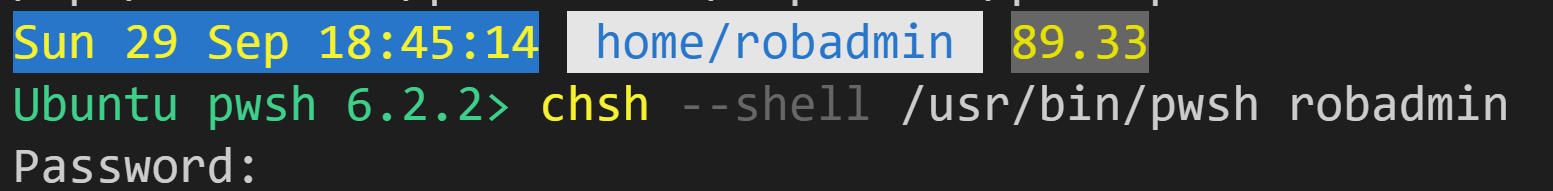 Sun 29 Sep 18:45:14 home/robadmin 89.33
Ubuntu pwsh 6.2.2> chsh --shell /usr/bin/pwsh robadmin
Password: